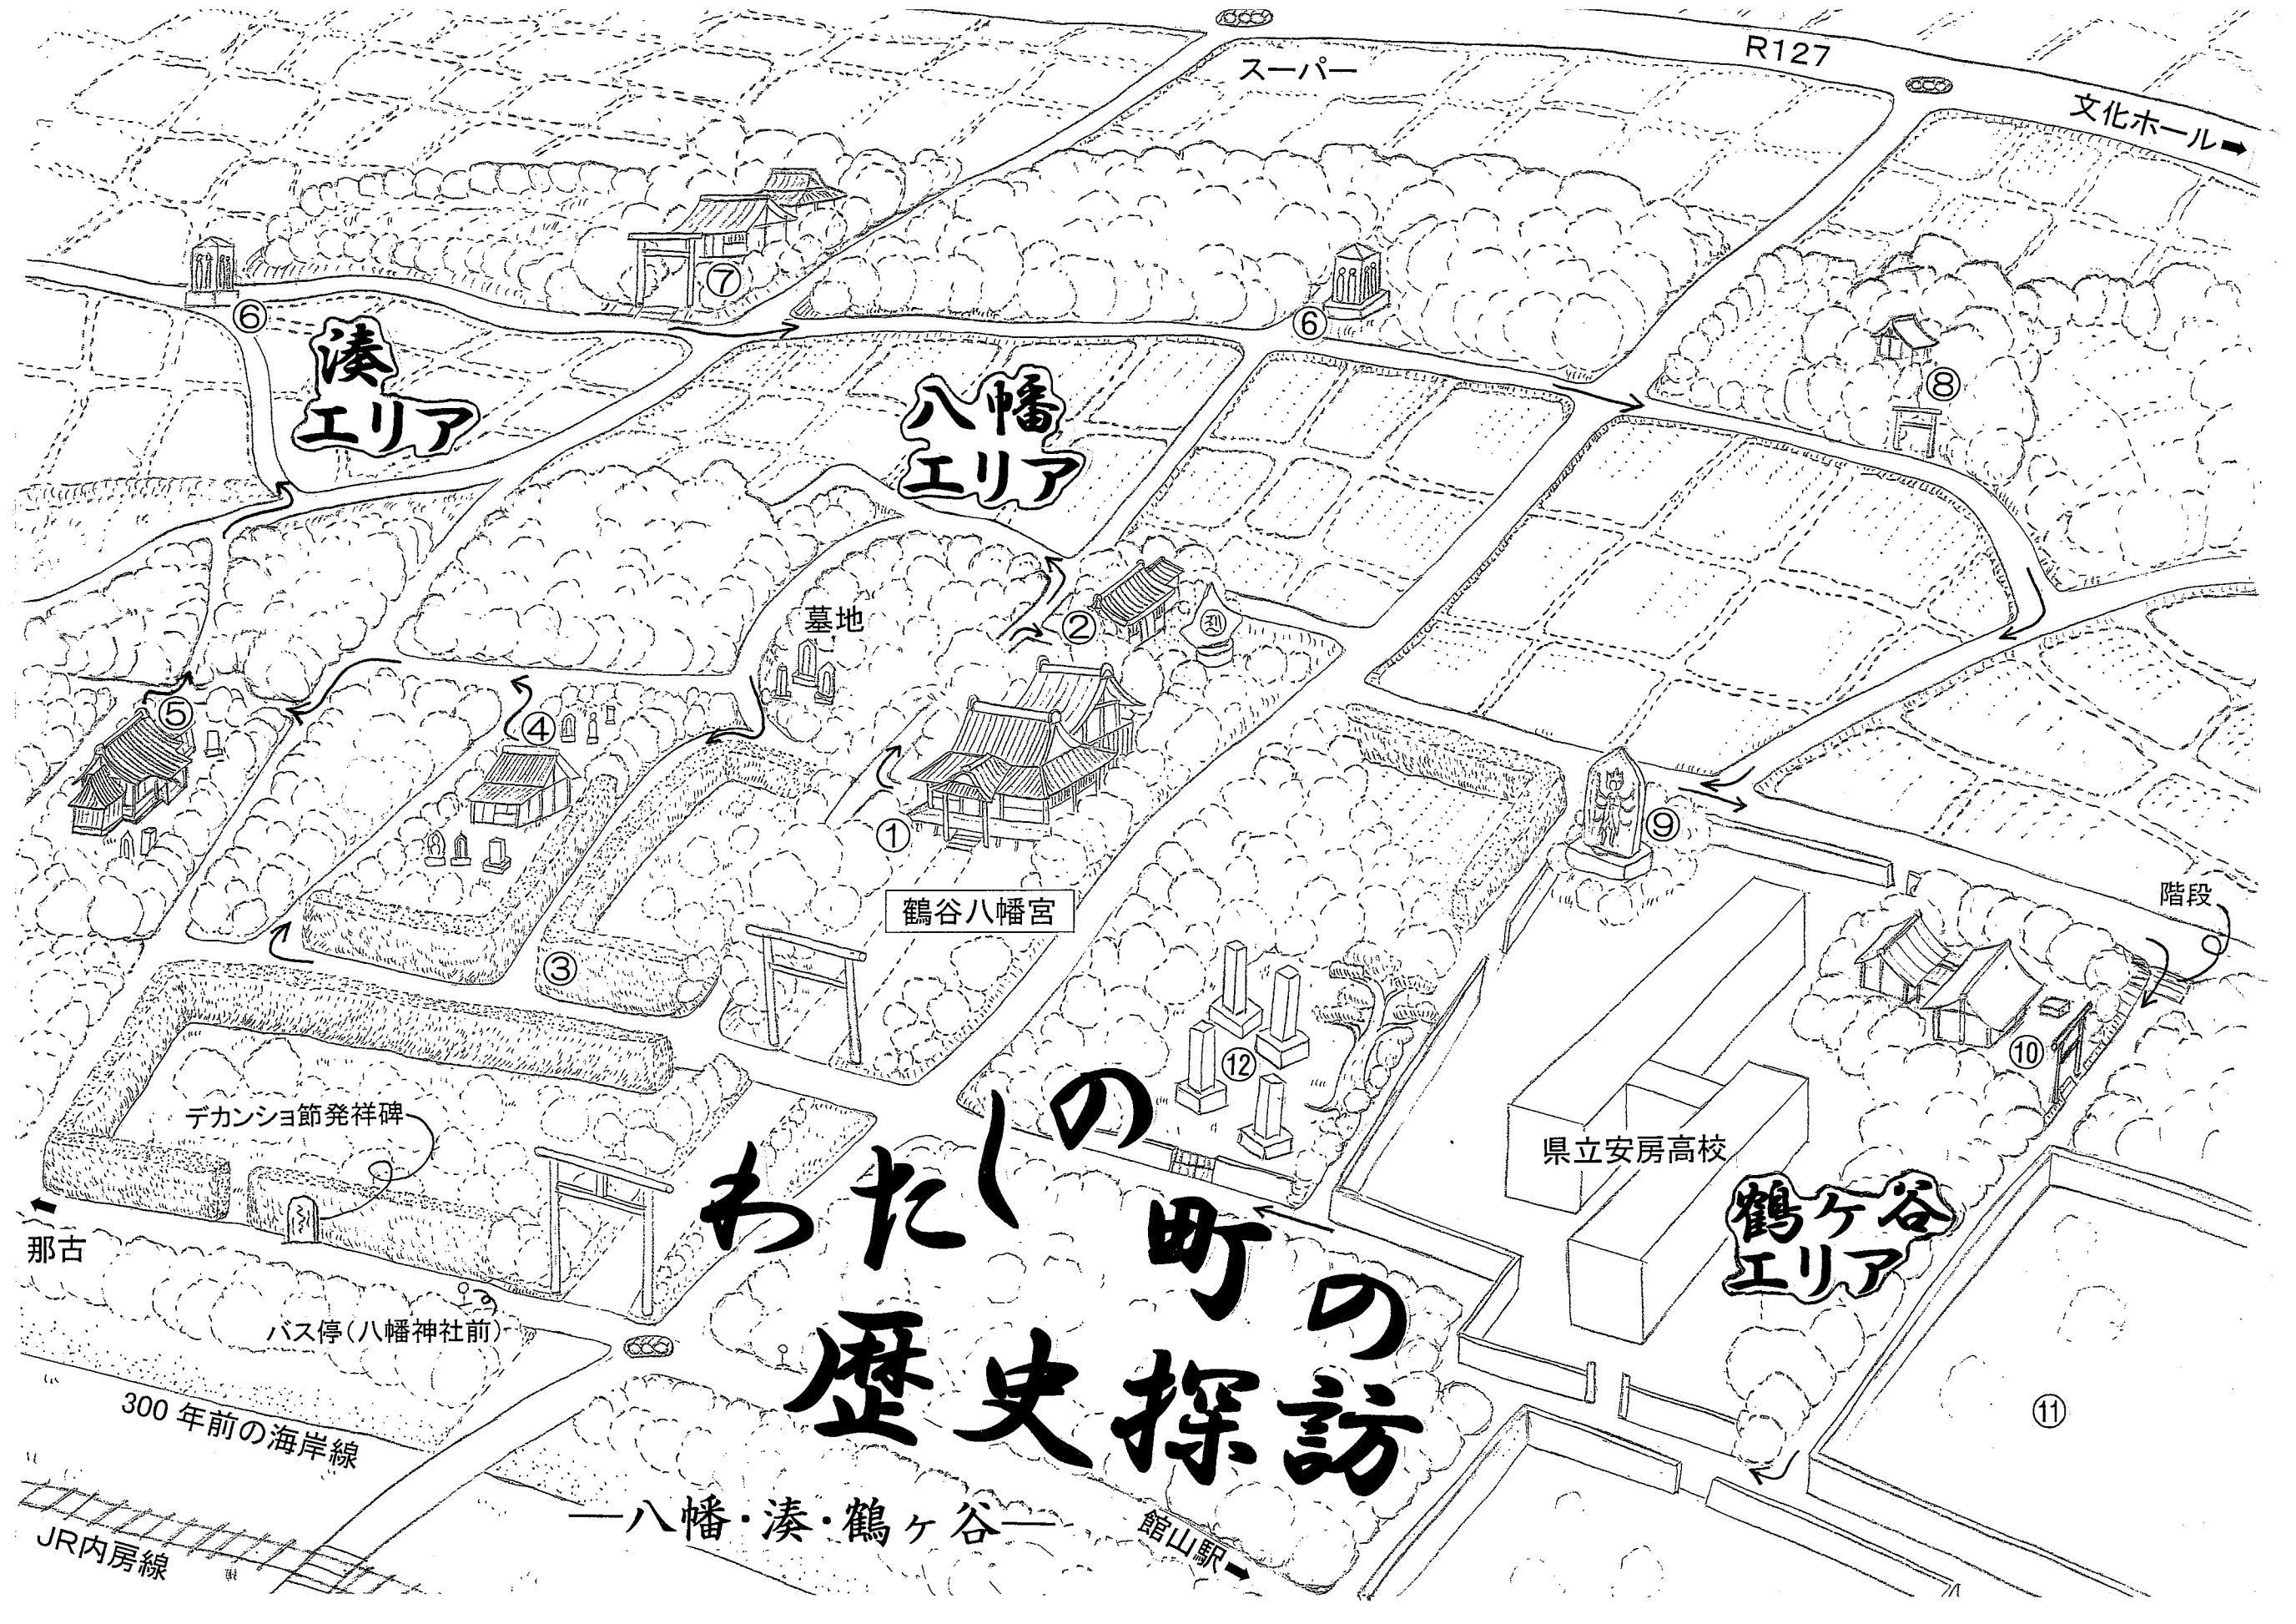 R127
スーパー
文化ホール
⑦
⑥
湊
エリア
⑥
八幡
エリア
⑧
墓地
②
⑤
④
①
⑨
鶴谷八幡宮
階段
③
⑩
⑫
デカンショ節発祥碑
県立安房高校
鶴ヶ谷
エリア
那古
バス停(八幡神社前)
わたしの町の
歴史探訪
300年前の海岸線
⑪
―八幡・湊・鶴ヶ谷―
館山駅
JR内房線